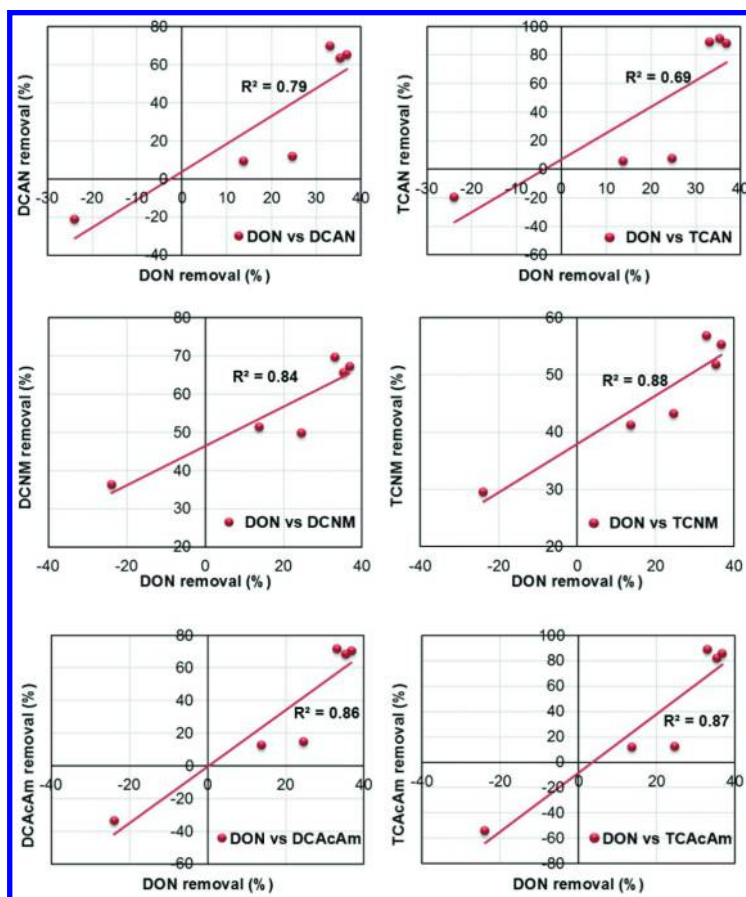 80
60
40
20
0
-20
-40
-30 -20 -10 0 10 20 30 40
DCAN removal (%)
R² = 0.79
DON vs DCAN
DON removal (%)
100
80
60
40
20
0
-20
-40
-60
-30 -20 -10 0 10 20 30 40
TCAN removal (%)
R² = 0.69
DON vs TCAN
DON removal (%)
80
70
60
50
40
30
20
-40 -20 0 20 40
DCNM removal (%)
R² = 0.84
DON vs DCNM
DON removal (%)
60
50
40
30
20
-40 -20 0 20 40
TCNM removal (%)
R² = 0.88
DON vs TCNM
DON removal (%)
80
60
40
20
0
-20
-40
-60
-40 -20 0 20 40
DCAcAm removal (%)
R² = 0.86
DON vs DCAcAm
DON removal (%)
100
80
60
40
20
0
-20
-40
-60
-80
-40 -20 0 20 40
TCAcAm removal (%)
R² = 0.87
DON vs TCAcAm
DON removal (%)